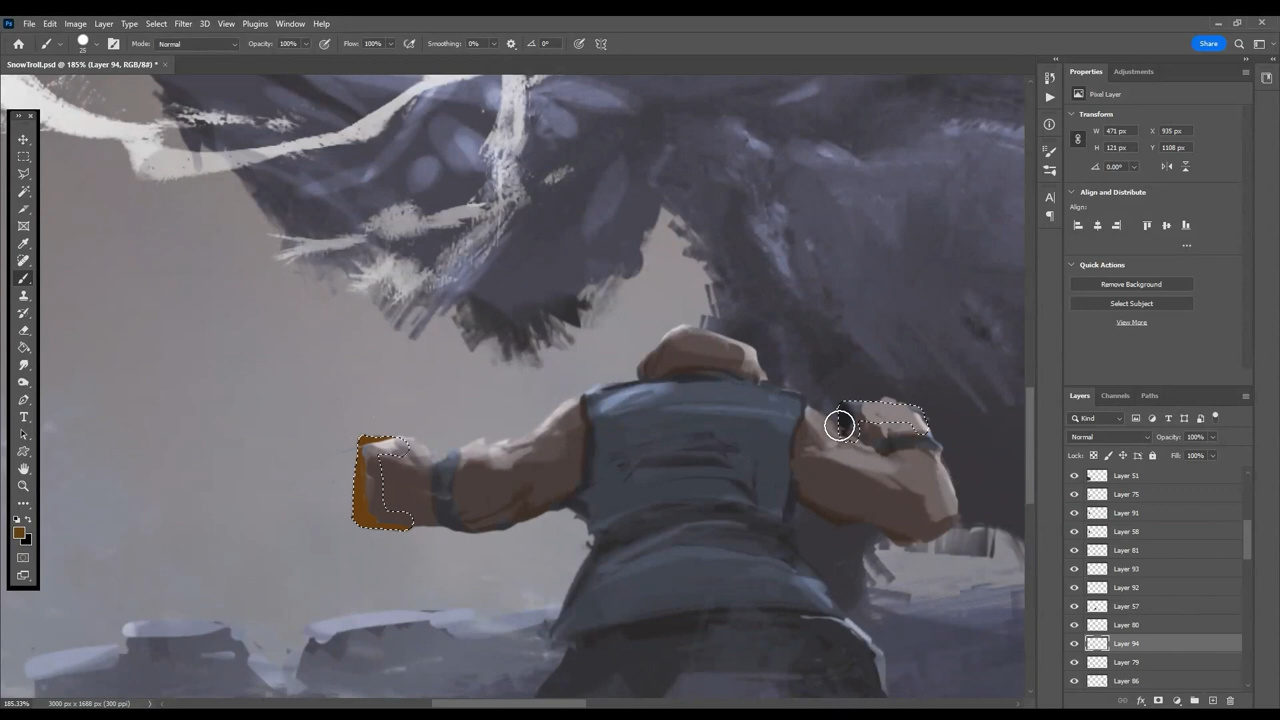 Ps File Edit Image Layer Type Select Filter 3D View Plugins Window Help
25 Mode: Normal Opacity: 100% Flow: 100% Smoothing: 0% 0° Share
SnowTroll.psd @ 185% (Layer 94, RGB/8#) * ×
Properties Adjustments
Pixel Layer
Transform
W 471 px X 935 px
H 121 px Y 1108 px
0.00°
Align and Distribute
Align:
Quick Actions
Remove Background
Select Subject
View More
Layers Channels Paths
Kind
Normal Opacity: 100%
Lock: Fill: 100%
Layer 51
Layer 75
Layer 91
Layer 58
Layer 81
Layer 93
Layer 92
Layer 57
Layer 80
Layer 94
Layer 79
Layer 86
185.33% 3000 px x 1688 px (300 ppi)